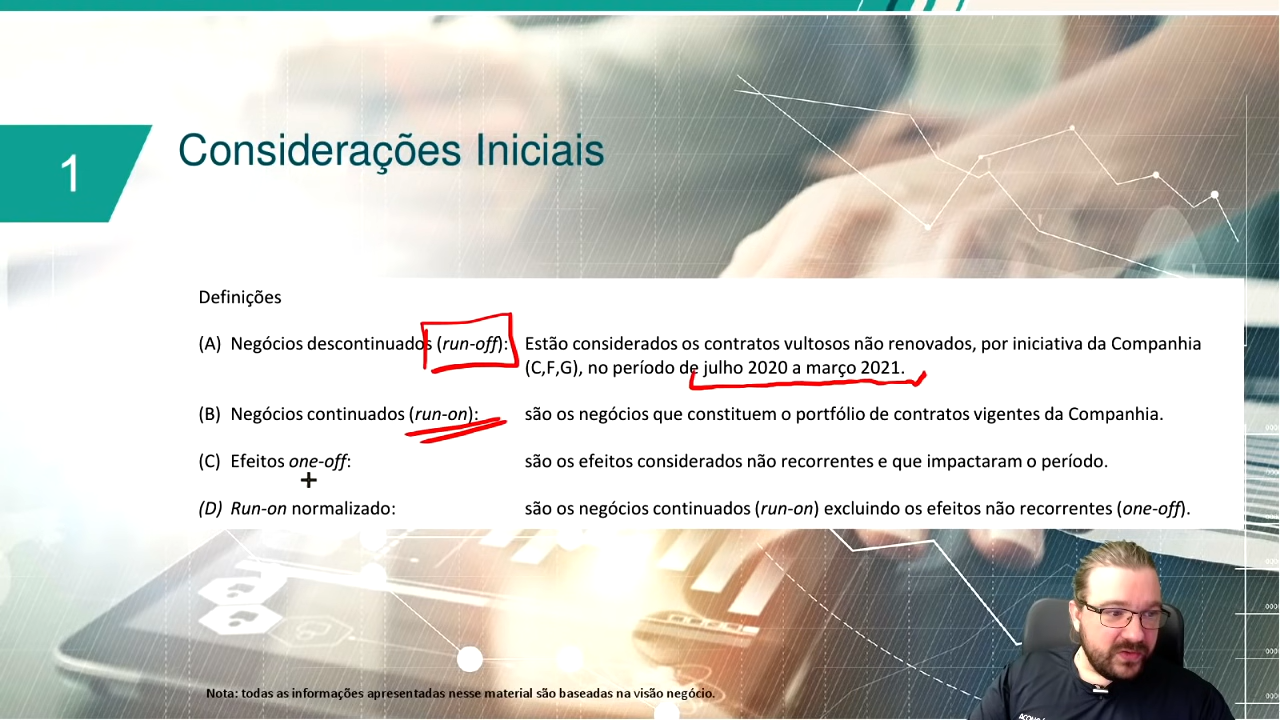 1
Considerações Iniciais
Definições
(A) Negócios descontinuados (run-off): Estão considerados os contratos vultosos não renovados, por iniciativa da Companhia
(C,F,G), no período de julho 2020 a março 2021.
(B) Negócios continuados (run-on): são os negócios que constituem o portfólio de contratos vigentes da Companhia.
(C) Efeitos one-off: são os efeitos considerados não recorrentes e que impactaram o período.
(D) Run-on normalizado: são os negócios continuados (run-on) excluindo os efeitos não recorrentes (one-off).
Nota: todas as informações apresentadas nesse material são baseadas na visão negócio.